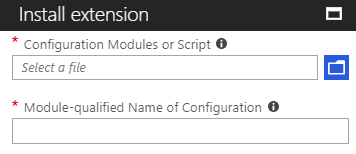 Install extension
* Configuration Modules or Script
Select a file
* Module-qualified Name of Configuration